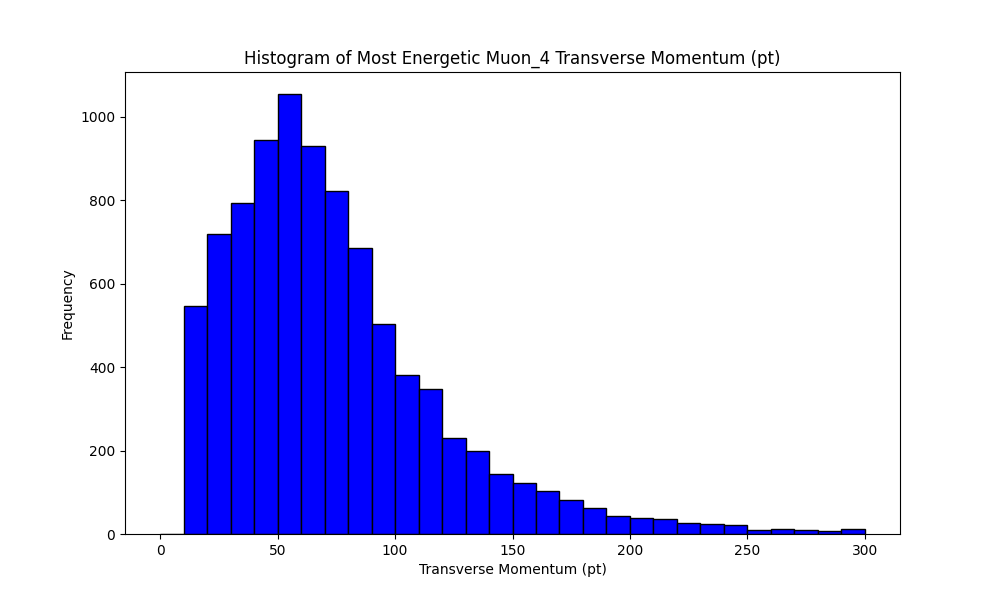 Histogram of Most Energetic Muon_4 Transverse Momentum (pt)
1000
800
600
400
200
0
Frequency
0 50 100 150 200 250 300
Transverse Momentum (pt)